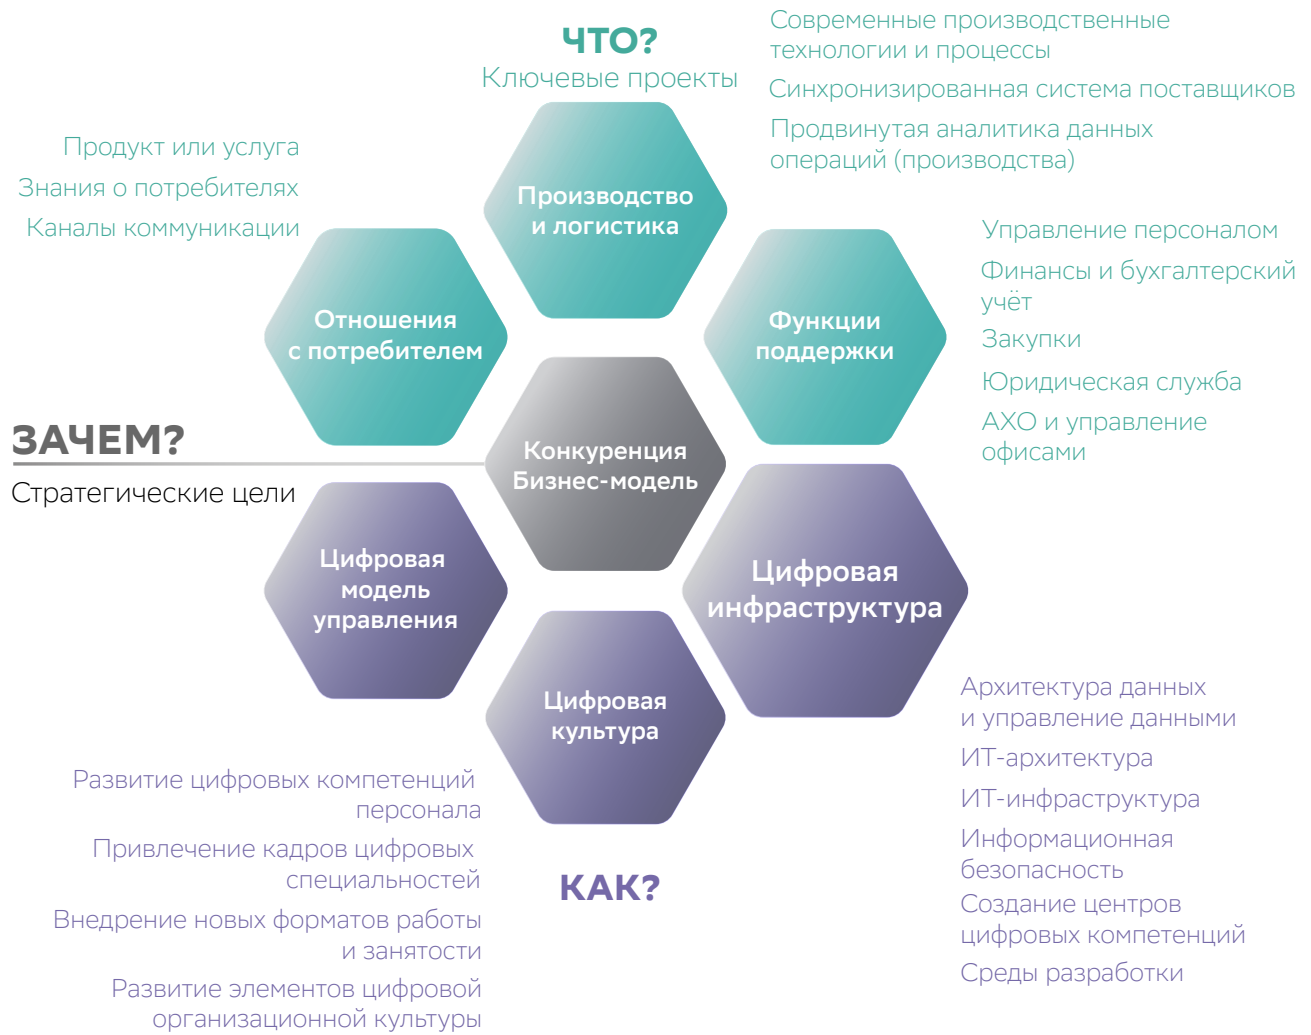 ЧТО?
Ключевые проекты
Современные производственные
технологии и процессы
Синхронизированная система поставщиков
Продвинутая аналитика данных
операций (производства)
Продукт или услуга
Знания о потребителях
Каналы коммуникации
Производство
и логистика
Управление персоналом
Финансы и бухгалтерский
учёт
Закупки
Юридическая служба
АХО и управление
офисами
Отношения
с потребителем
Функции
поддержки
ЗАЧЕМ?
Стратегические цели
Конкуренция
Бизнес-модель
Цифровая
модель
управления
Цифровая
инфраструктура
Цифровая
культура
Архитектура данных
и управление данными
ИТ-архитектура
ИТ-инфраструктура
Информационная
безопасность
Создание центров
цифровых компетенций
Среды разработки
Развитие цифровых компетенций
персонала
Привлечение кадров цифровых
специальностей
Внедрение новых форматов работы
и занятости
Развитие элементов цифровой
организационной культуры
КАК?